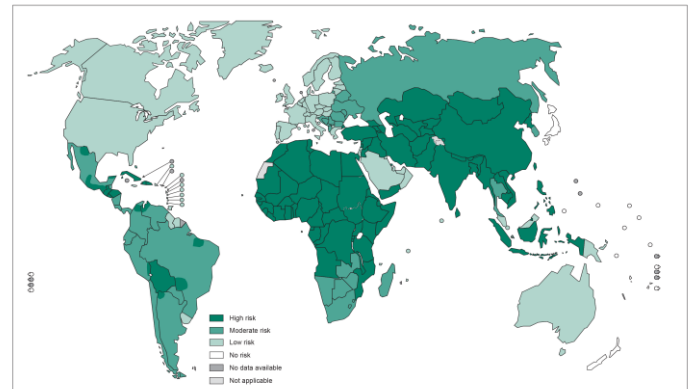 High risk
Moderate risk
Low risk
No risk
No data available
Not applicable